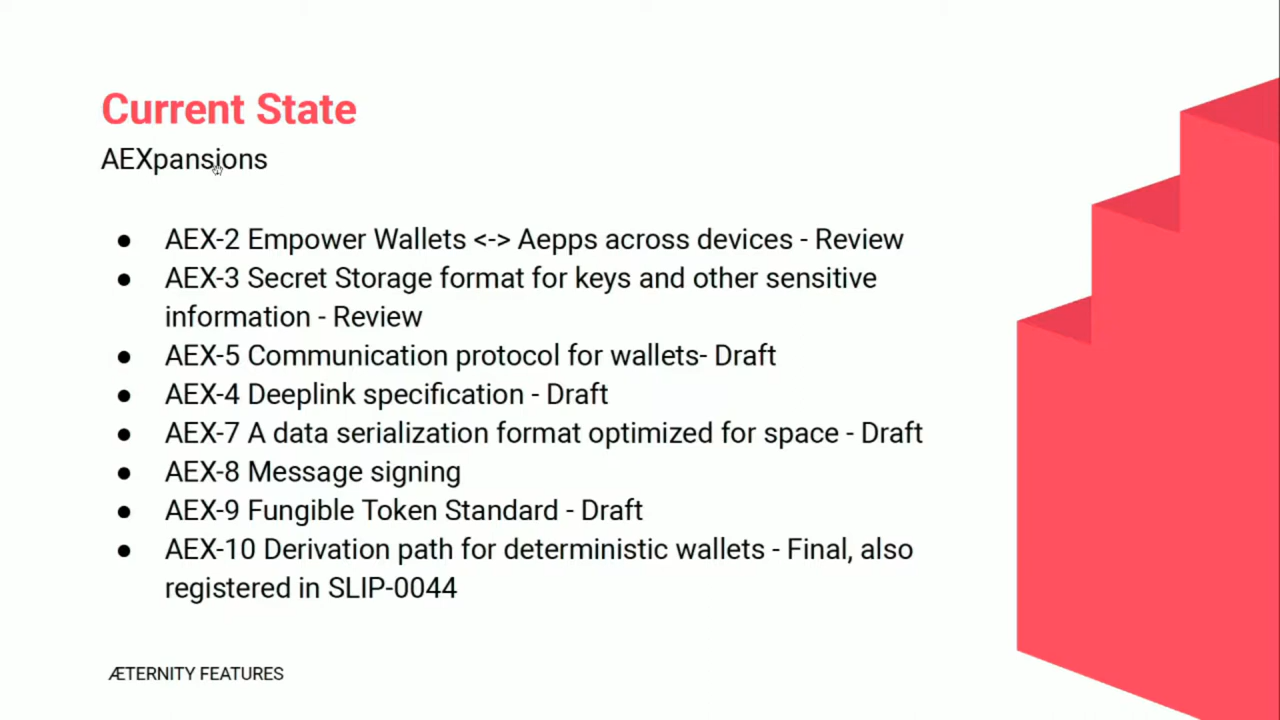 Current State
AEXpansions
● AEX-2 Empower Wallets <-> Aepps across devices - Review
● AEX-3 Secret Storage format for keys and other sensitive
information - Review
● AEX-5 Communication protocol for wallets- Draft
● AEX-4 Deeplink specification - Draft
● AEX-7 A data serialization format optimized for space - Draft
● AEX-8 Message signing
● AEX-9 Fungible Token Standard - Draft
● AEX-10 Derivation path for deterministic wallets - Final, also
registered in SLIP-0044
ÆTERNITY FEATURES